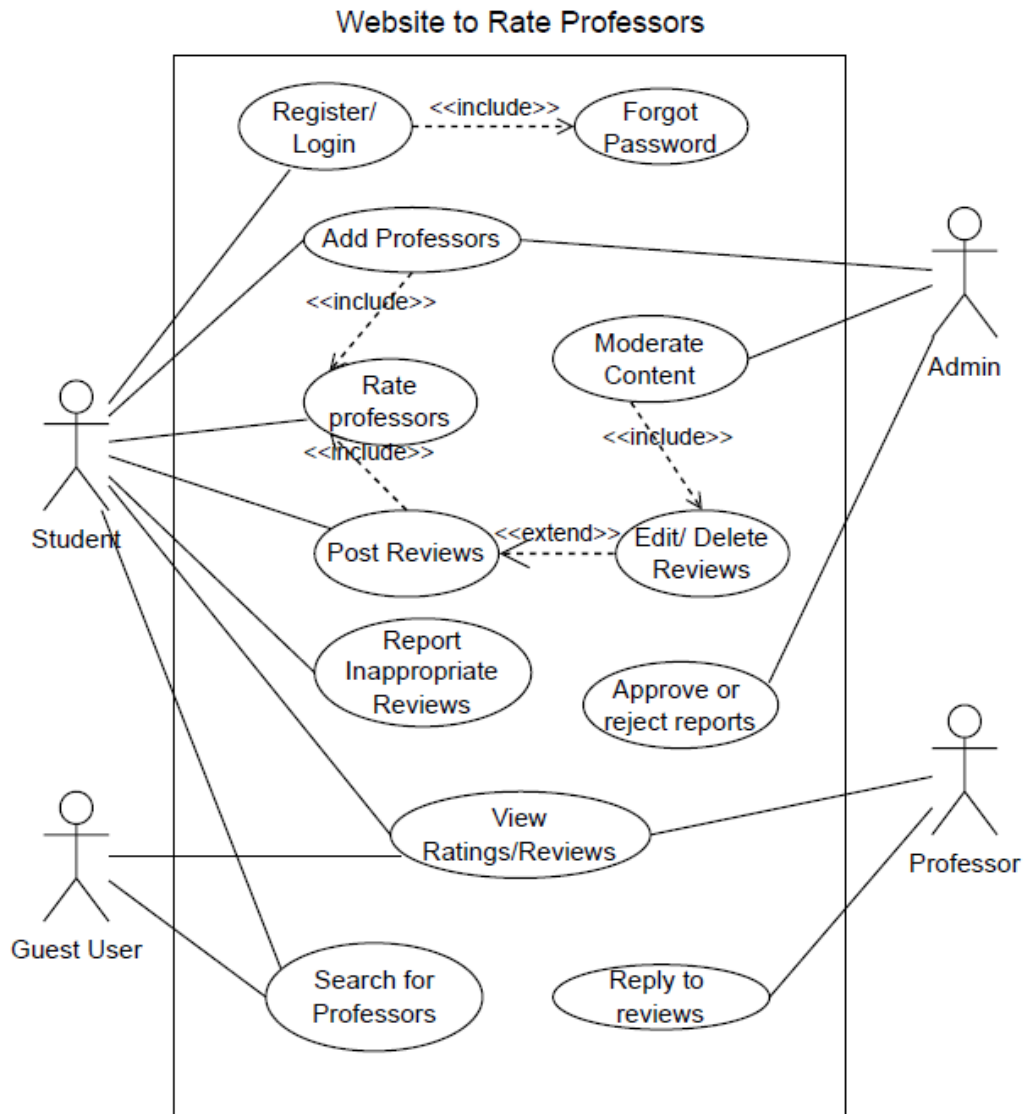 Website to Rate Professors
Register/
Login
<<include>>
Forgot
Password
Add Professors
<<include>>
Admin
Moderate
Content
Rate
professors
<<include>>
<<include>>
Student
Post Reviews
<<extend>>
Edit/ Delete
Reviews
Report
Inappropriate
Reviews
Approve or
reject reports
View
Ratings/Reviews
Professor
Guest User
Search for
Professors
Reply to
reviews